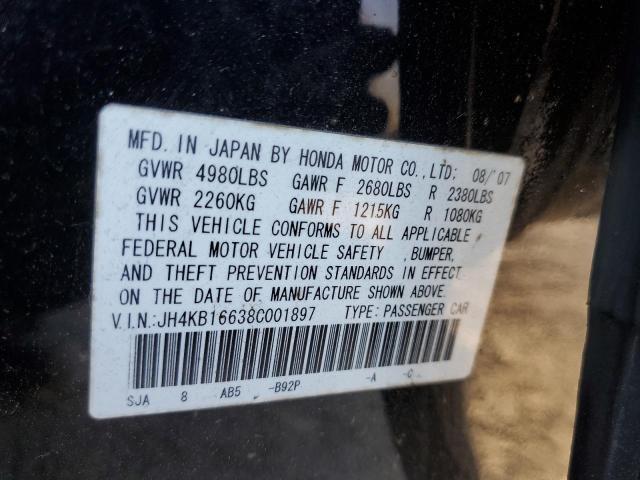 MFD. IN JAPAN BY HONDA MOTOR CO.,LTD; 08/'07
GVWR 4980LBS GAWR F 2680LBS R 2380LBS
GVWR 2260KG GAWR F 1215KG R 1080KG
THIS VEHICLE CONFORMS TO ALL APPLICABLE
FEDERAL MOTOR VEHICLE SAFETY ,BUMPER,
AND THEFT PREVENTION STANDARDS IN EFFECT
ON THE DATE OF MANUFACTURE SHOWN ABOVE.
V.I.N.:JH4KB16638C001897 TYPE: PASSENGER CAR
SJA 8 AB5 -B92P -A -C